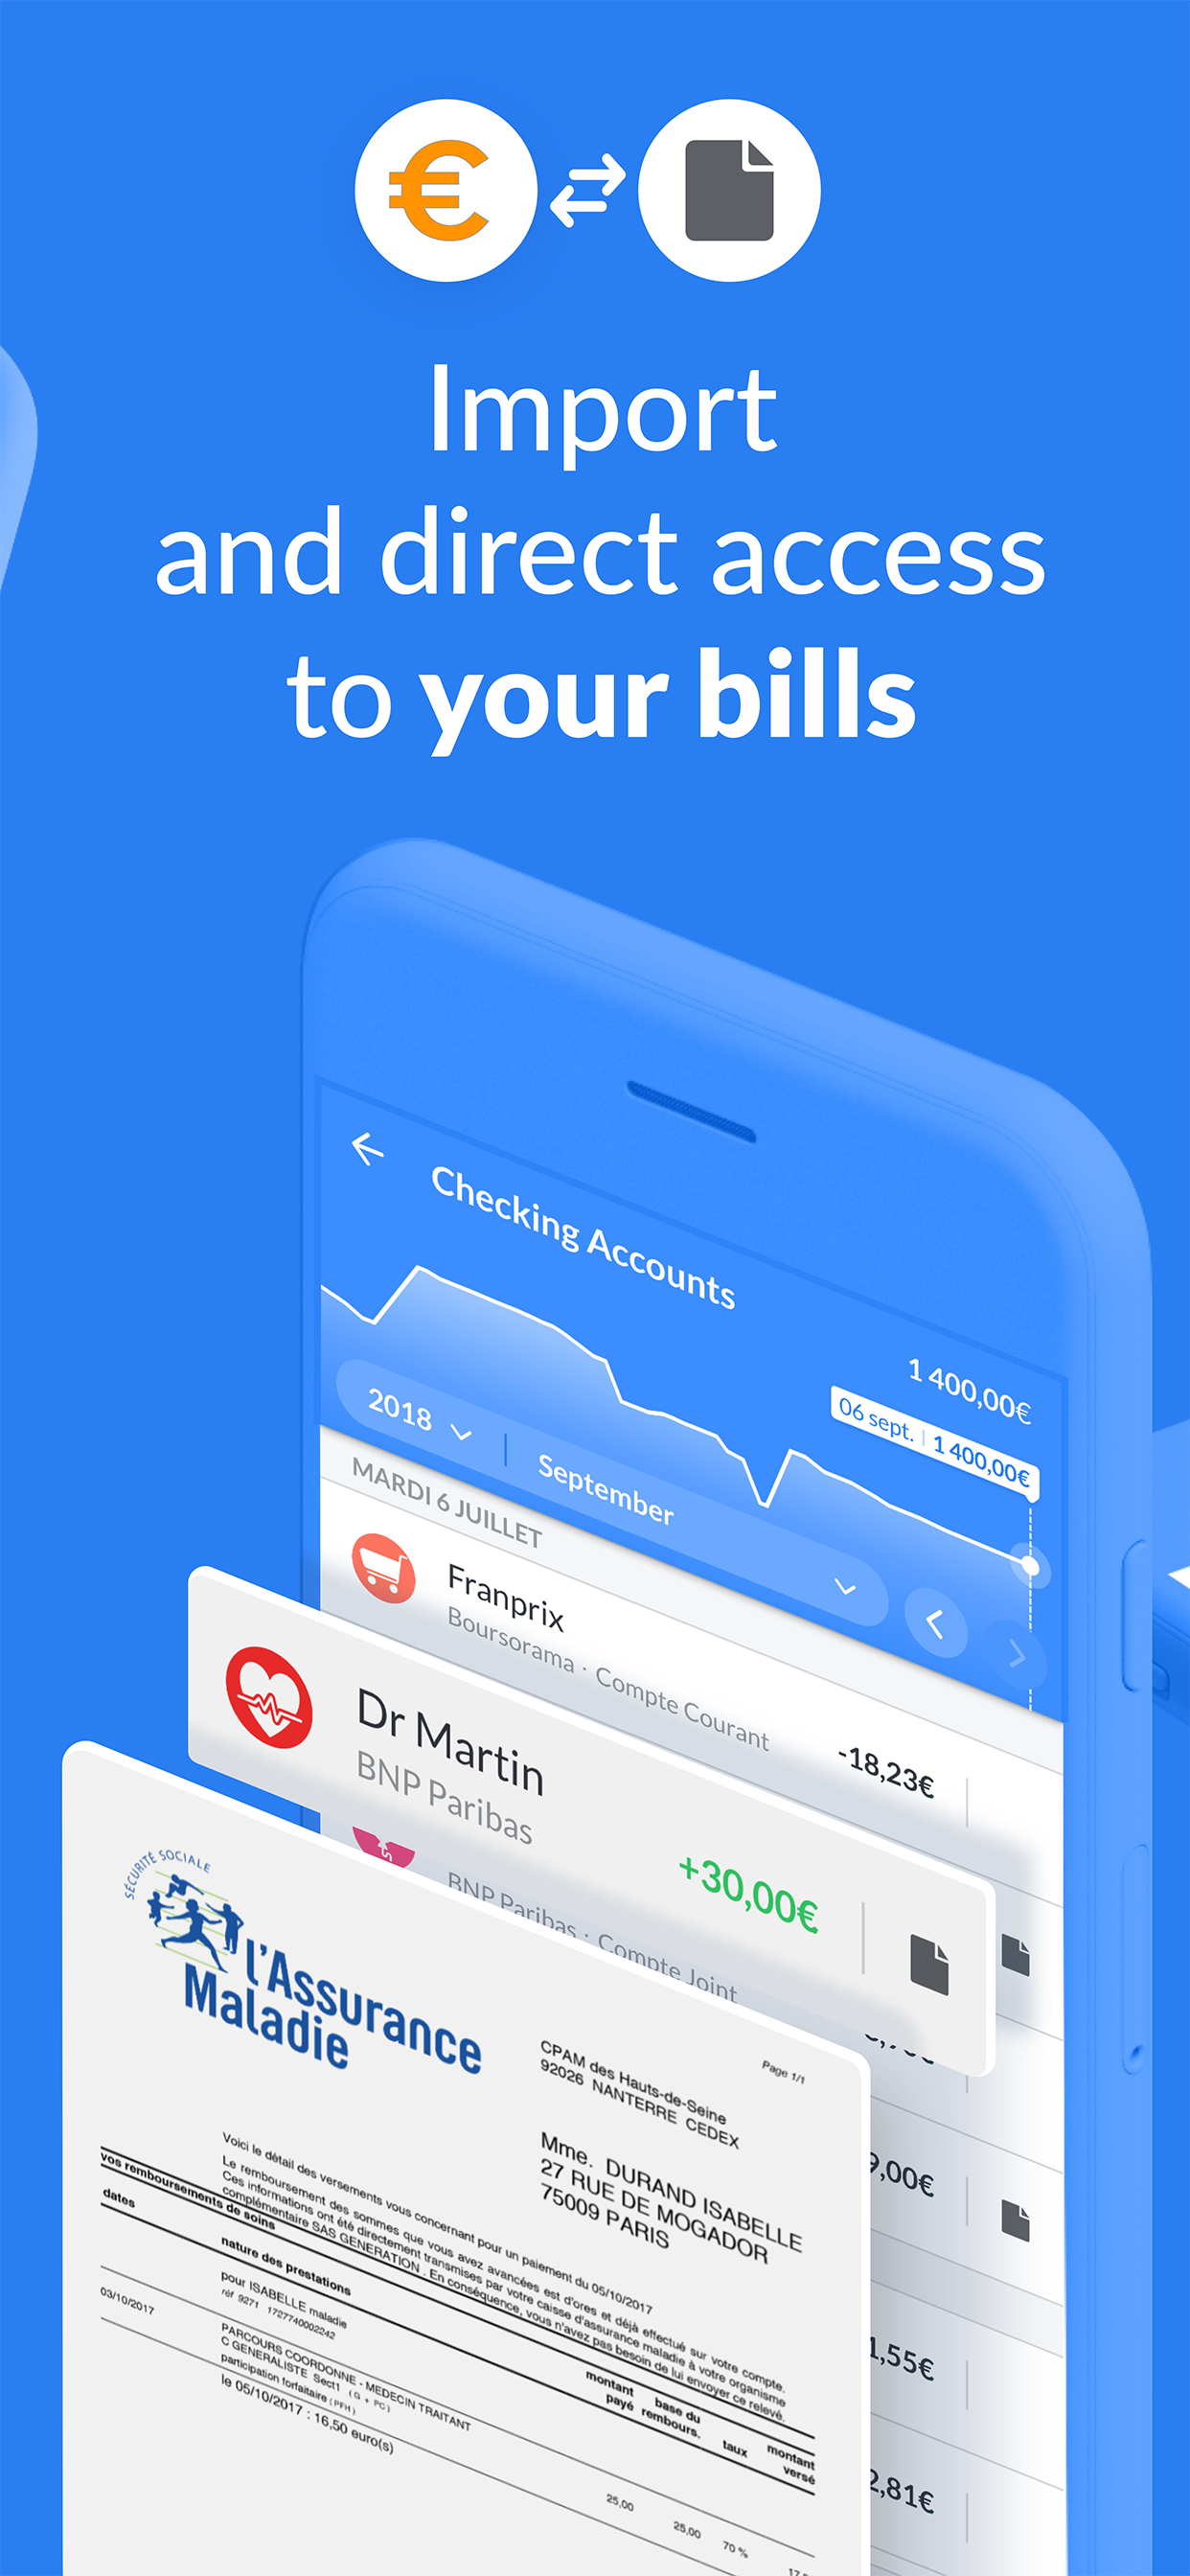 Import
and direct access
to your bills
Checking Accounts
1 400,00€
06 sept. | 1 400,00€
2018
September
MARDI 6 JUILLET
Franprix
Boursorama · Compte Courant
-18,23€
Dr Martin
BNP Paribas
+30,00€
BNP Paribas · Compte Joint
9,00€
1,55€
2,81€
SÉCURITÉ SOCIALE
l'Assurance
Maladie
Page 1/1
CPAM des Hauts-de-Seine
92026 NANTERRE CEDEX
Mme. DURAND ISABELLE
27 RUE DE MOGADOR
75009 PARIS
Voici le détail des versements vous concernant pour un paiement du 05/10/2017
Le remboursement des sommes que vous avez avancées est d'ores et déjà effectué sur votre compte.
Ces informations ont été directement transmises par votre caisse d'assurance maladie à votre organisme
complémentaire SAS GENERATION. En conséquence, vous n'avez pas besoin de lui envoyer ce relevé.
vos remboursements de soins
dates
nature des prestations
montant payé
base du rembours.
taux
montant versé
pour ISABELLE maladie
réf 9271 1727740002242
03/10/2017
PARCOURS COORDONNE - MEDECIN TRAITANT
C GENERALISTE Sect1 (G + PC)
25,00
25,00
70 %
participation forfaitaire (PFH)
le 05/10/2017 : 16,50 euro(s)